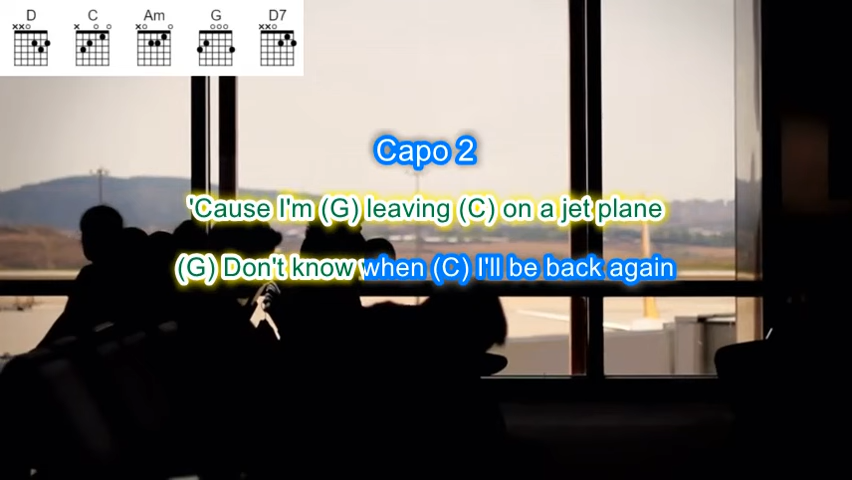 D C Am G D7
Capo 2
'Cause I'm (G) leaving (C) on a jet plane
(G) Don't know when (C) I'll be back again